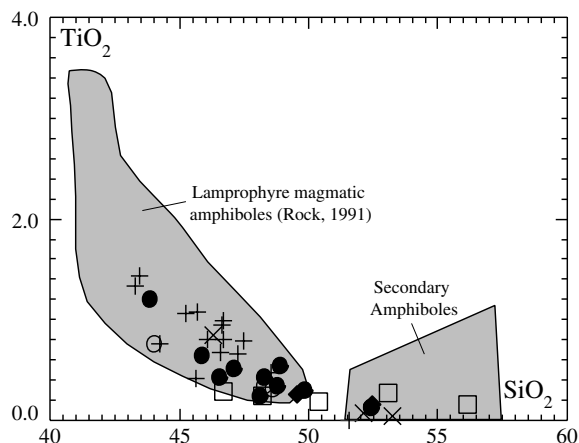 4.0
TiO2
Lamprophyre magmatic
amphiboles (Rock, 1991)
2.0
Secondary
Amphiboles
SiO2
0.0
40 45 50 55 60